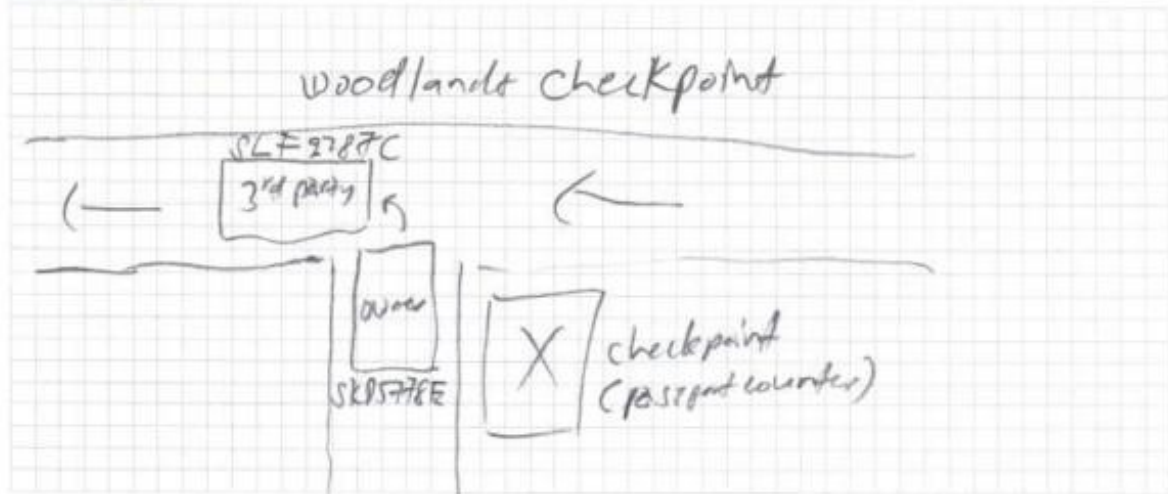 woodlands checkpoint
3rd party
owner
checkpoint
(passport counter)